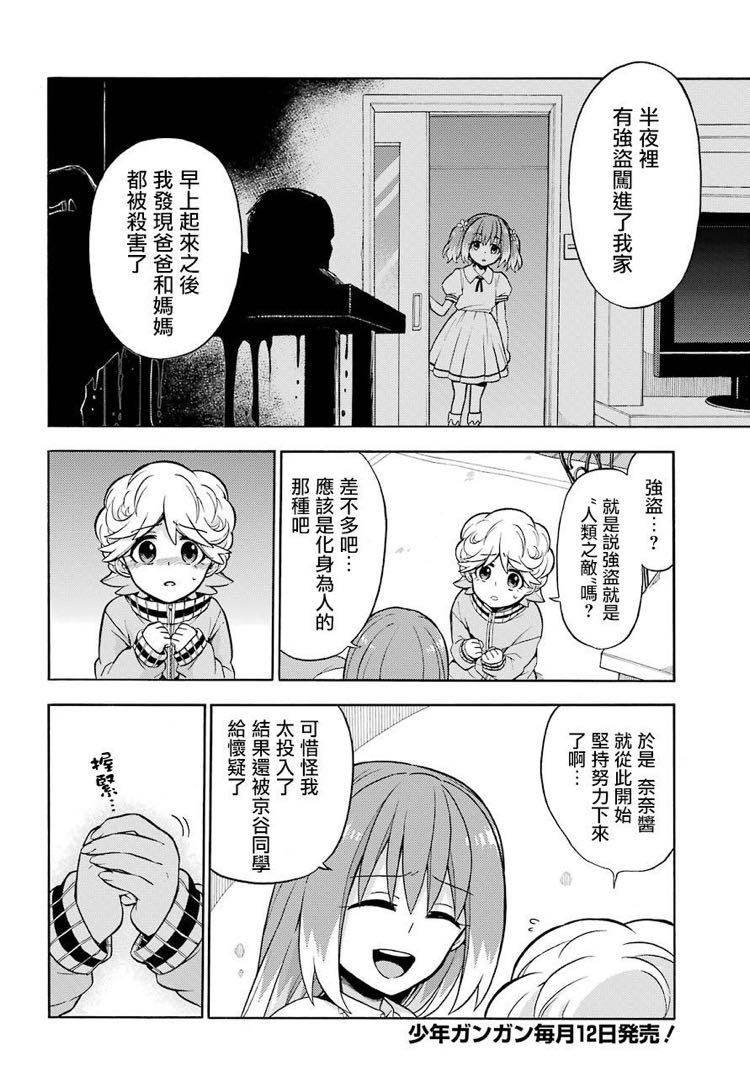 半夜裡
有強盜闖進了我家
早上起來之後
我發現爸爸和媽媽
都被殺害了
強盜…?
就是說強盜就是
〝人類之敵〞嗎?
差不多吧…
應該是化身為人的
那種吧
於是 奈奈醬
就從此開始
堅持努力下來
了啊…
可惜怪我
太投入了
結果還被京谷同學
給懷疑了
握緊…
少年ガンガン毎月12日発売!